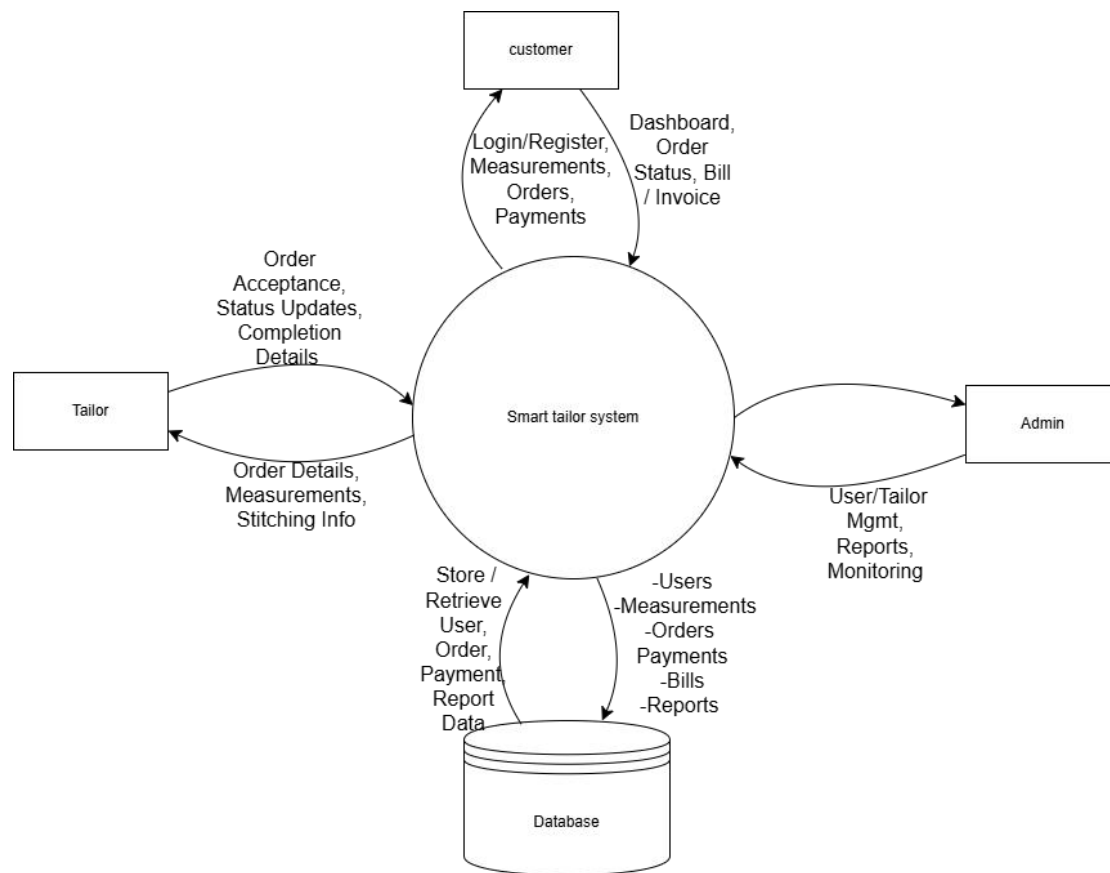 customer
Login/Register,
Measurements,
Orders,
Payments
Dashboard,
Order
Status, Bill
/ Invoice
Order
Acceptance,
Status Updates,
Completion
Details
Tailor
Smart tailor system
Admin
Order Details,
Measurements,
Stitching Info
User/Tailor
Mgmt,
Reports,
Monitoring
Store /
Retrieve
User,
Order,
Payment,
Report
Data
-Users
-Measurements
-Orders
Payments
-Bills
-Reports
Database